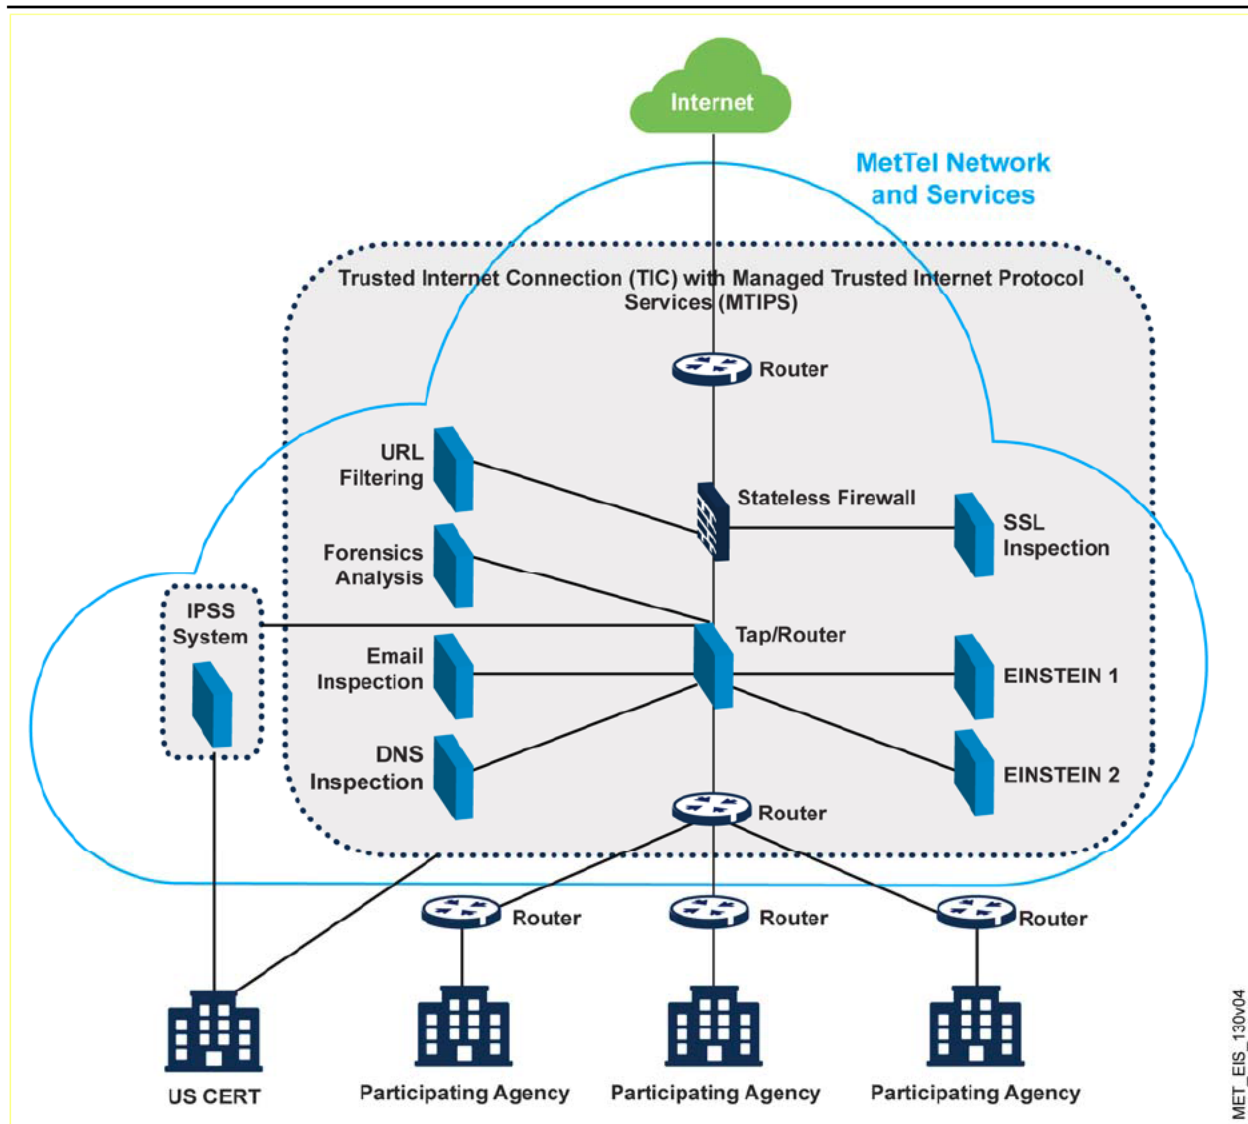 Internet
MetTel Network
and Services
Trusted Internet Connection (TIC) with Managed Trusted Internet Protocol
Services (MTIPS)
Router
URL
Filtering
Stateless Firewall
SSL
Inspection
Forensics
Analysis
IPSS
System
Tap/Router
Email
Inspection
EINSTEIN 1
DNS
Inspection
EINSTEIN 2
Router
Router
Router
Router
US CERT
Participating Agency
Participating Agency
Participating Agency
MET_EIS_130v04